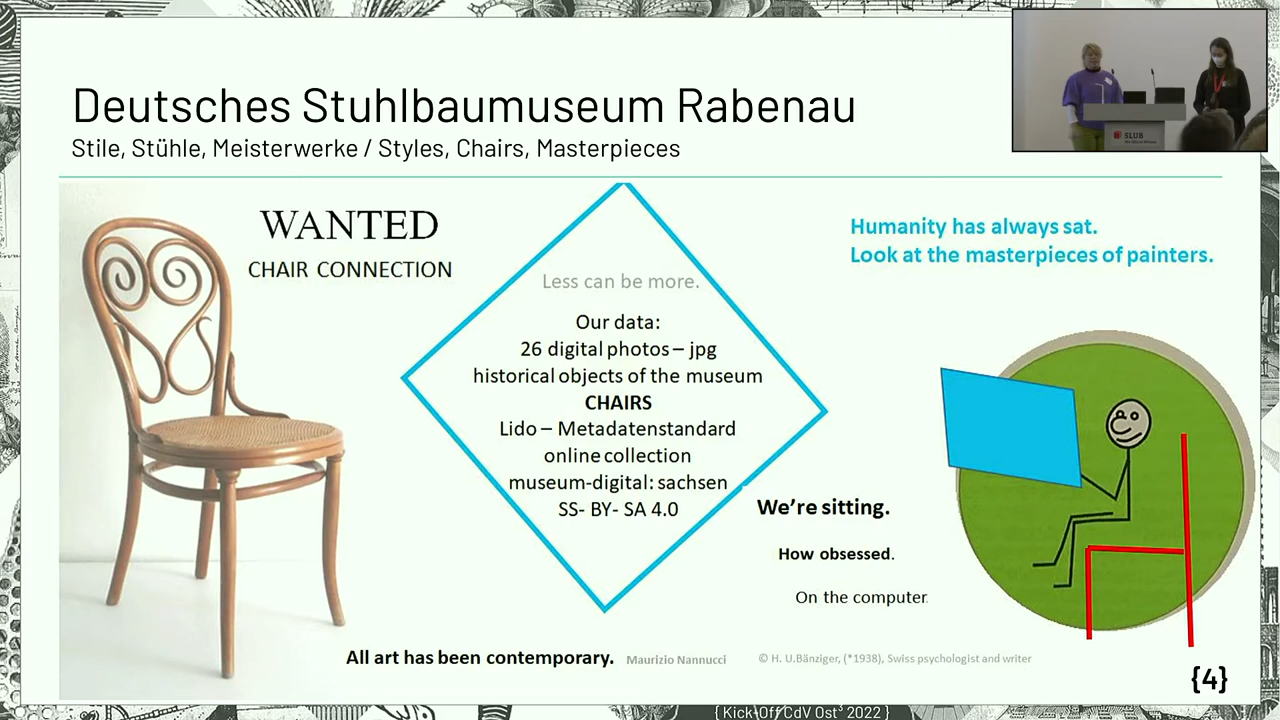 Deutsches Stuhlbaumuseum Rabenau
Stile, Stühle, Meisterwerke / Styles, Chairs, Masterpieces
SLUB
WANTED
CHAIR CONNECTION
Less can be more.
Our data:
26 digital photos – jpg
historical objects of the museum
CHAIRS
Lido – Metadatenstandard
online collection
museum-digital: sachsen
SS- BY- SA 4.0
Humanity has always sat.
Look at the masterpieces of painters.
We're sitting.
How obsessed.
On the computer.
All art has been contemporary. Maurizio Nannucci
© H. U.Bänziger, (*1938), Swiss psychologist and writer
{4}
{ Kick-Off CdV Ost³ 2022 }